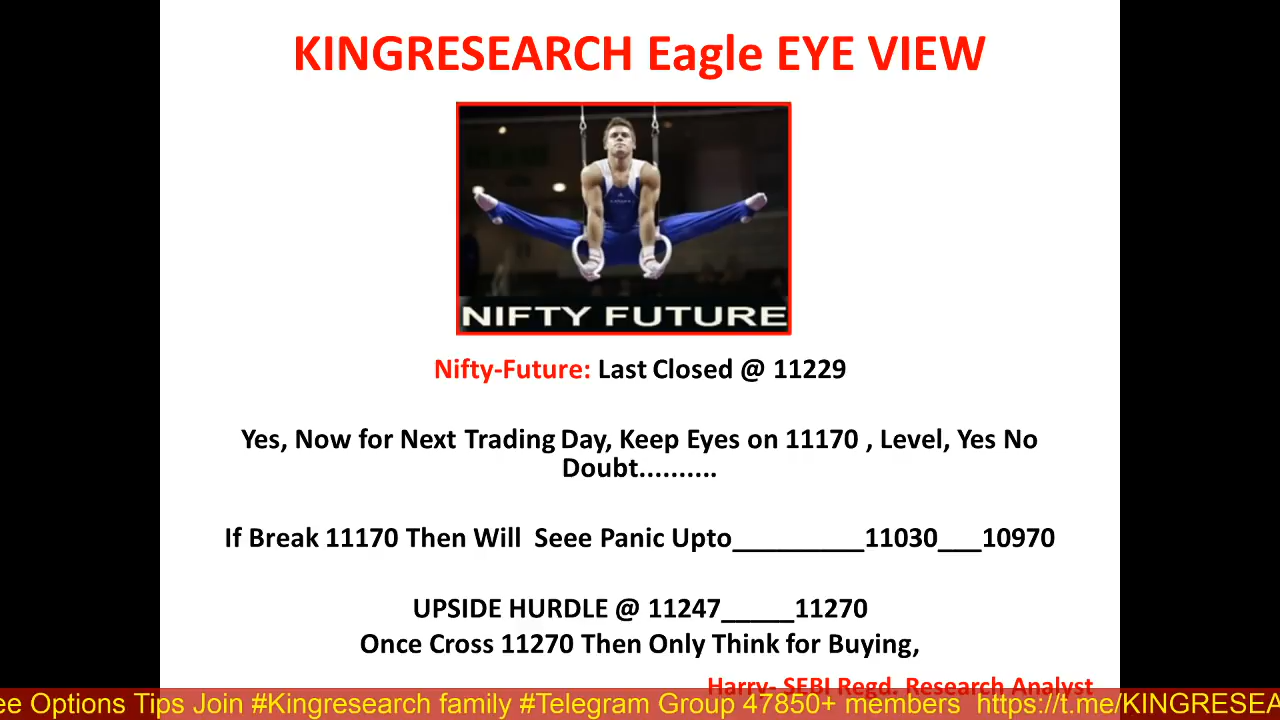 KINGRESEARCH Eagle EYE VIEW
NIFTY FUTURE
Nifty-Future: Last Closed @ 11229
Yes, Now for Next Trading Day, Keep Eyes on 11170 , Level, Yes No
Doubt..........
If Break 11170 Then Will  Seee Panic Upto_________11030___10970
UPSIDE HURDLE @ 11247_____11270
Once Cross 11270 Then Only Think for Buying,
Harry- SEBI Regd. Research Analyst
ee Options Tips Join #Kingresearch family #Telegram Group 47850+ members  https://t.me/KINGRESEA